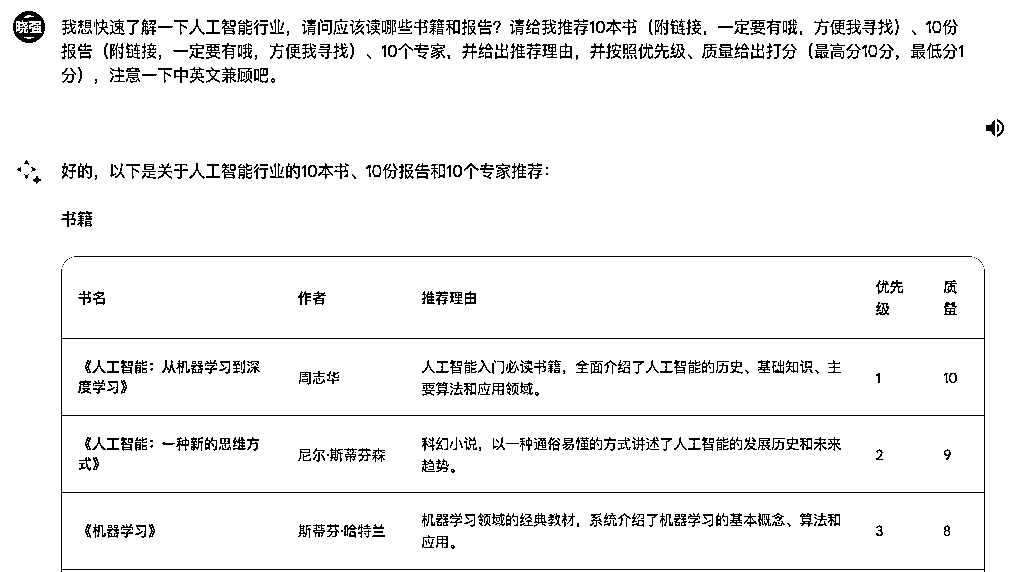 晓蛋
我想快速了解一下人工智能行业，请问应该读哪些书籍和报告？请给我推荐10本书（附链接，一定要有哦，方便我寻找）、10份
报告（附链接，一定要有哦，方便我寻找）、10个专家，并给出推荐理由，并按照优先级、质量给出打分（最高分10分，最低分1
分），注意一下中英文兼顾吧。
好的，以下是关于人工智能行业的10本书、10份报告和10个专家推荐：
书籍
书名 作者 推荐理由 优先级 质量
《人工智能：从机器学习到深
度学习》
周志华
人工智能入门必读书籍，全面介绍了人工智能的历史、基础知识、主
要算法和应用领域。
1 10
《人工智能：一种新的思维方
式》
尼尔·斯蒂芬森
科幻小说，以一种通俗易懂的方式讲述了人工智能的发展历史和未来
趋势。
2 9
《机器学习》
斯蒂芬·哈特兰
机器学习领域的经典教材，系统介绍了机器学习的基本概念、算法和
应用。
3 8